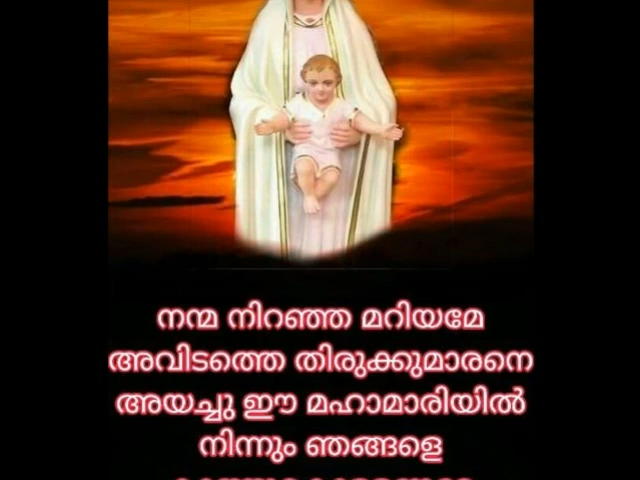 നന്മ നിറഞ്ഞ മറിയമേ
അവിടത്തെ തിരുക്കുമാരനെ
അയച്ചു ഈ മഹാമാരിയിൽ
നിന്നും ഞങ്ങളെ